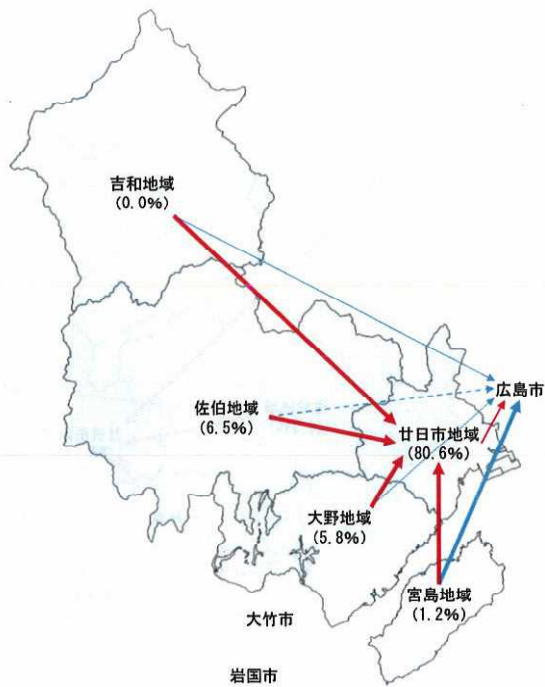 吉和地域
(0.0%)
広島市
佐伯地域
(6.5%)
廿日市地域
(80.6%)
大野地域
(5.8%)
宮島地域
(1.2%)
大竹市
岩国市